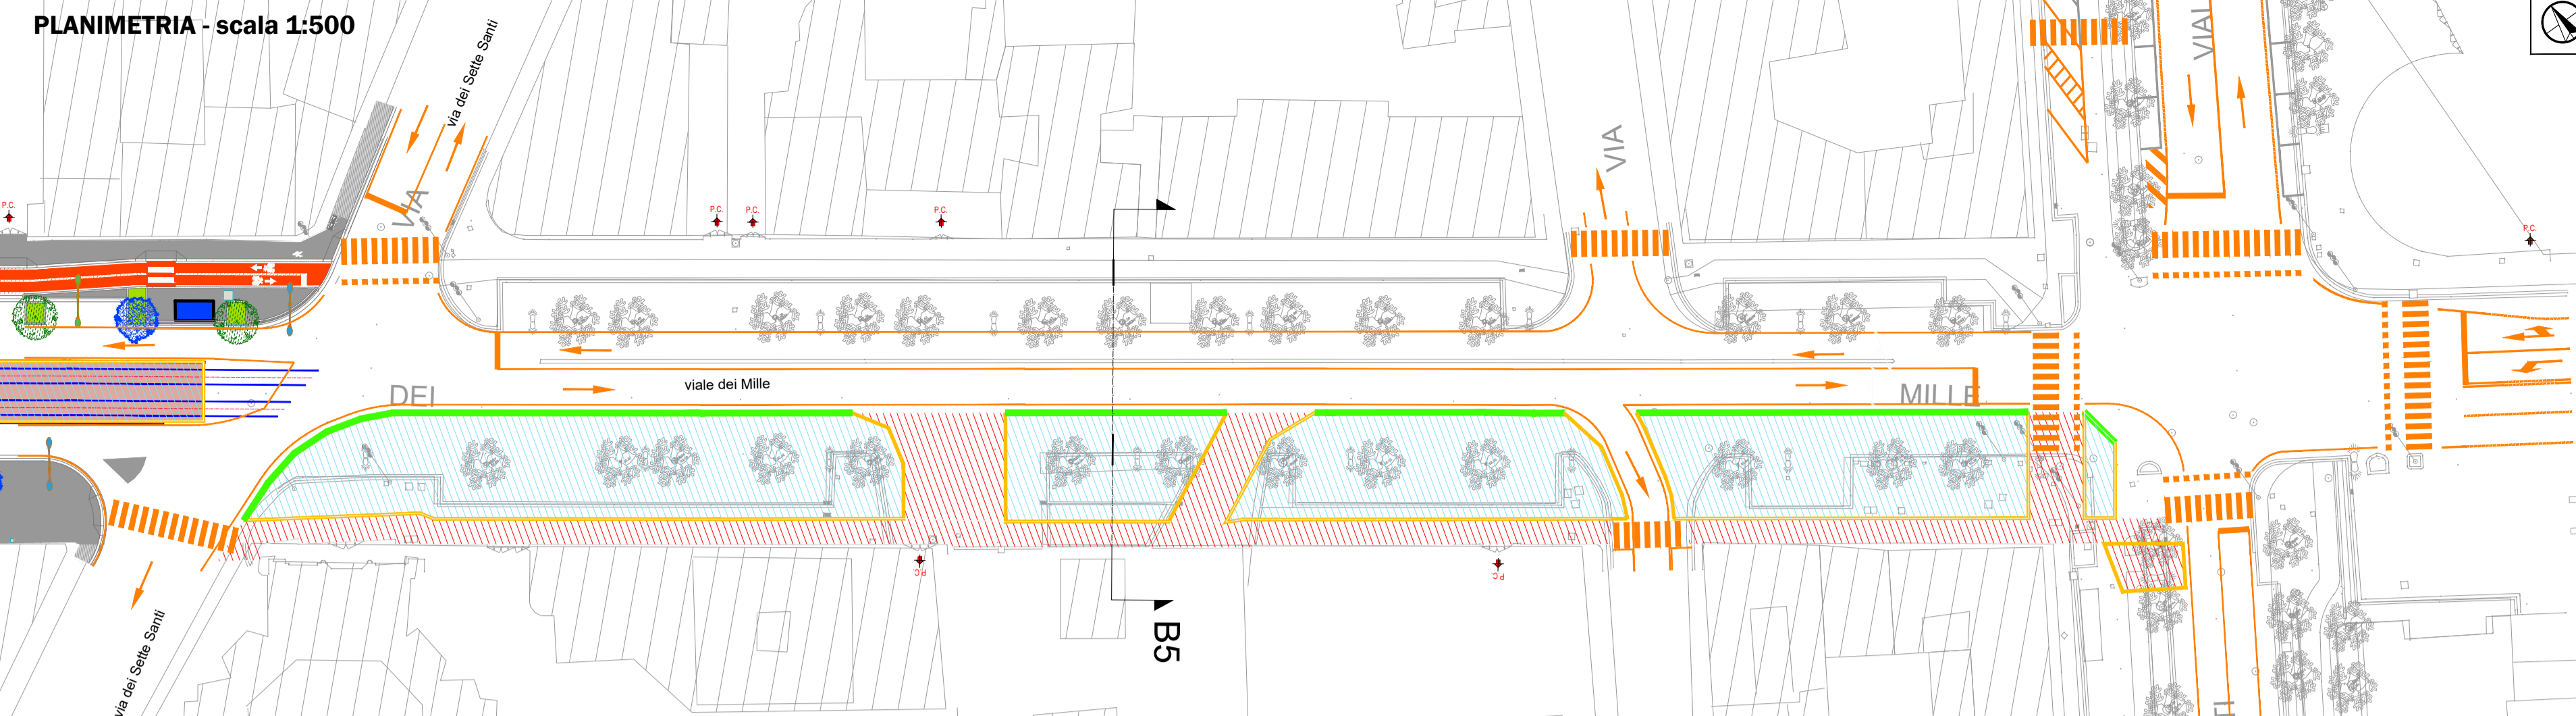 PLANIMETRIA - scala 1:500
via dei Sette Santi
VIA
VIA
VIAL
P.C.
P.C.
P.C.
P.C.
P.C.
viale dei Mille
DEI
MILLE
P.C.
P.C.
B5
via dei Sette Santi
TI